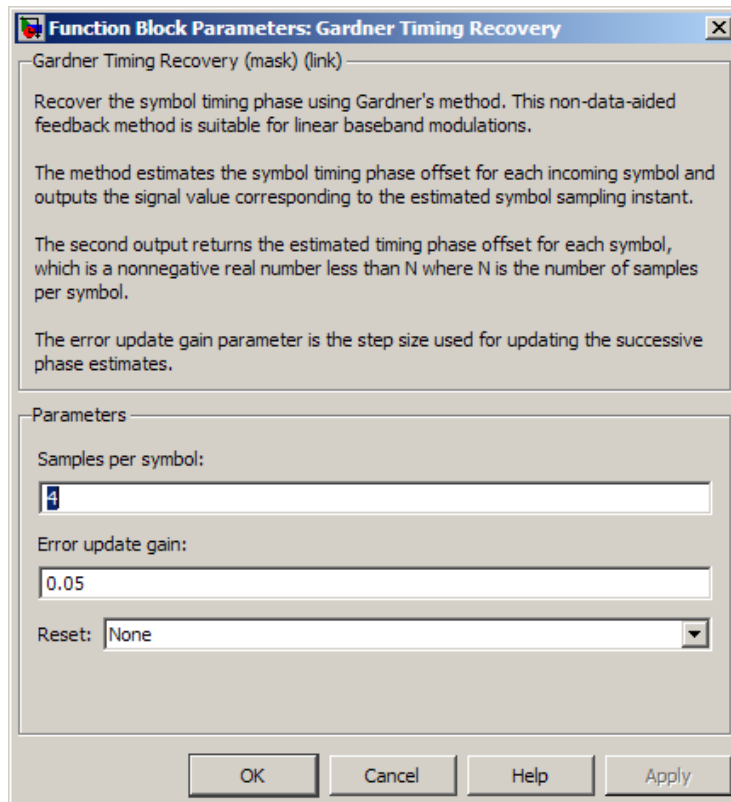 Function Block Parameters: Gardner Timing Recovery
Gardner Timing Recovery (mask) (link)
Recover the symbol timing phase using Gardner's method. This non-data-aided
feedback method is suitable for linear baseband modulations.
The method estimates the symbol timing phase offset for each incoming symbol and
outputs the signal value corresponding to the estimated symbol sampling instant.
The second output returns the estimated timing phase offset for each symbol,
which is a nonnegative real number less than N where N is the number of samples
per symbol.
The error update gain parameter is the step size used for updating the successive
phase estimates.
Parameters
Samples per symbol:
4
Error update gain:
0.05
Reset: None
OK Cancel Help Apply